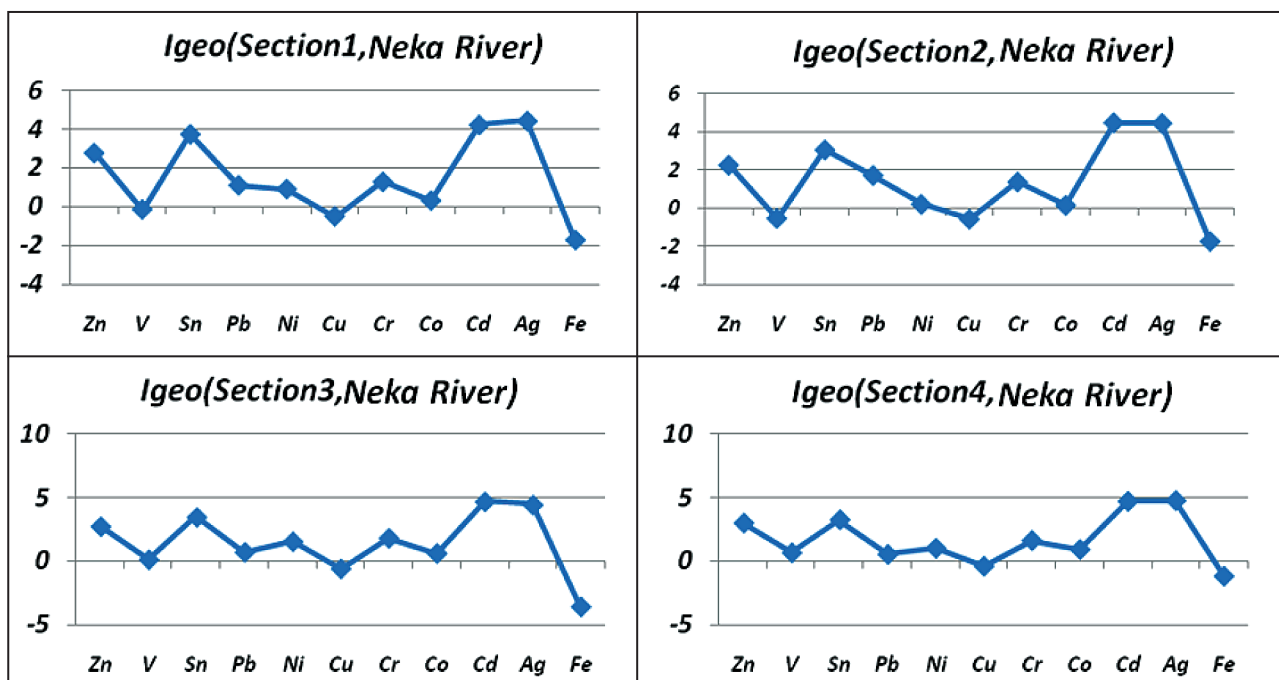 Igeo(Section1,Neka River)
6
4
2
0
-2
-4
Zn V Sn Pb Ni Cu Cr Co Cd Ag Fe
Igeo(Section2,Neka River)
6
4
2
0
-2
-4
Zn V Sn Pb Ni Cu Cr Co Cd Ag Fe
Igeo(Section3,Neka River)
10
5
0
-5
Zn V Sn Pb Ni Cu Cr Co Cd Ag Fe
Igeo(Section4,Neka River)
10
5
0
-5
Zn V Sn Pb Ni Cu Cr Co Cd Ag Fe